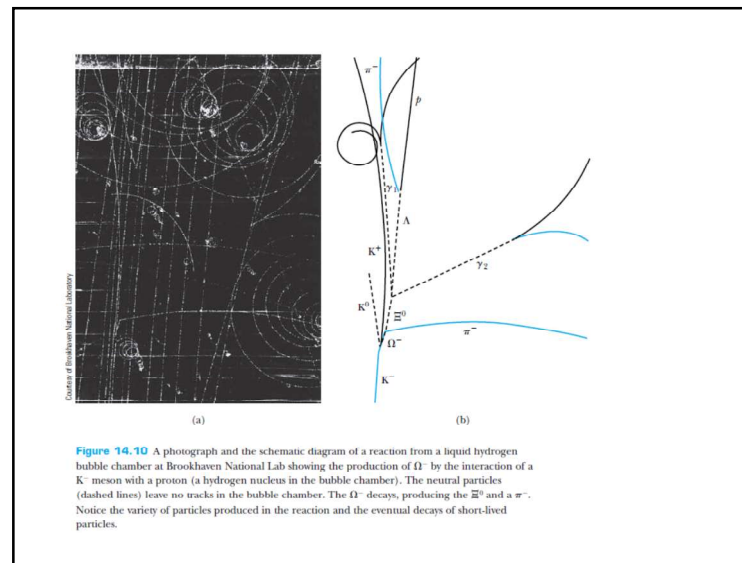 Courtesy of Brookhaven National Laboratory
π⁻
p
γ₁
Λ
K⁺
γ₂
K⁰
Ξ⁰
π⁻
Ω⁻
K⁻
(a)
(b)
Figure 14.10 A photograph and the schematic diagram of a reaction from a liquid hydrogen
bubble chamber at Brookhaven National Lab showing the production of Ω⁻ by the interaction of a
K⁻ meson with a proton (a hydrogen nucleus in the bubble chamber). The neutral particles
(dashed lines) leave no tracks in the bubble chamber. The Ω⁻ decays, producing the Ξ⁰ and a π⁻.
Notice the variety of particles produced in the reaction and the eventual decays of short-lived
particles.